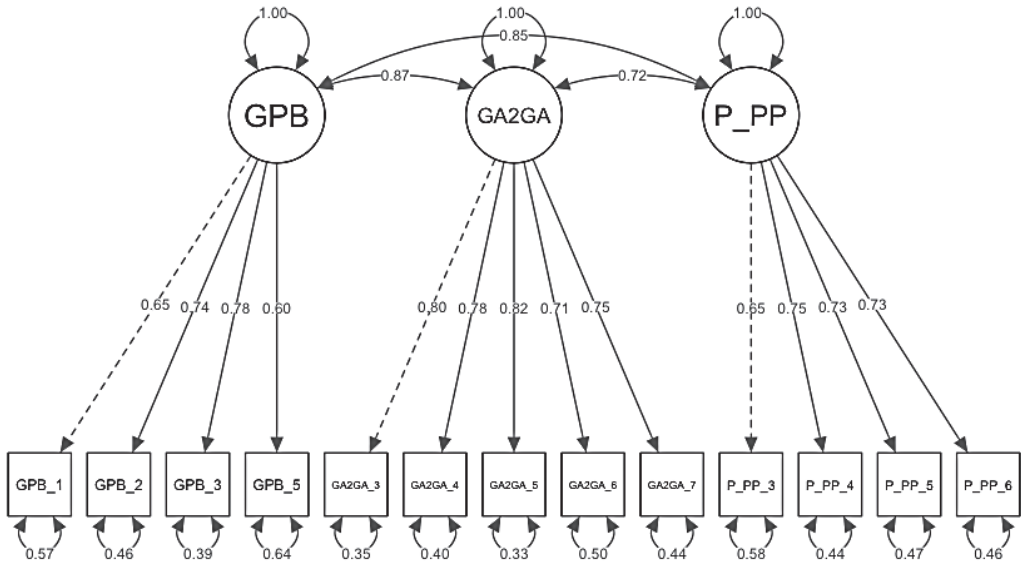 1.00 1.00 1.00
0.85
0.87 0.72
GPB GA2GA P_PP
0.65 0.74 0.78 0.60 0.80 0.78 0.82 0.71 0.75 0.65 0.75 0.73 0.73
GPB_1 GPB_2 GPB_3 GPB_5 GA2GA_3 GA2GA_4 GA2GA_5 GA2GA_6 GA2GA_7 P_PP_3 P_PP_4 P_PP_5 P_PP_6
0.57 0.46 0.39 0.64 0.35 0.40 0.33 0.50 0.44 0.58 0.44 0.47 0.46